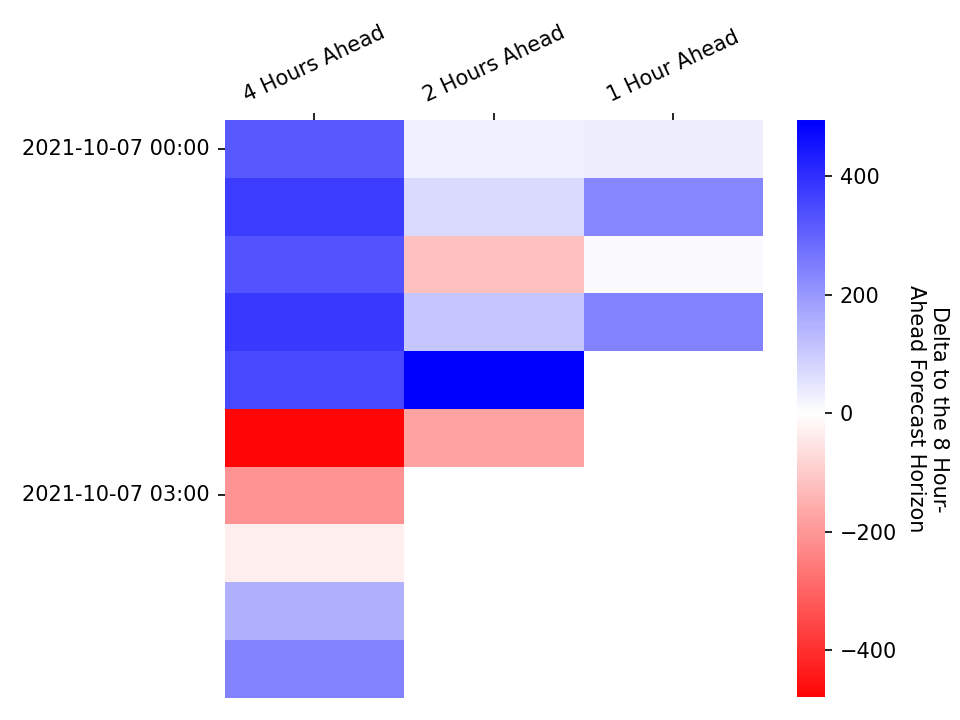 4 Hours Ahead
2 Hours Ahead
1 Hour Ahead
2021-10-07 00:00
2021-10-07 03:00
400
200
0
−200
−400
Delta to the 8 Hour-
Ahead Forecast Horizon